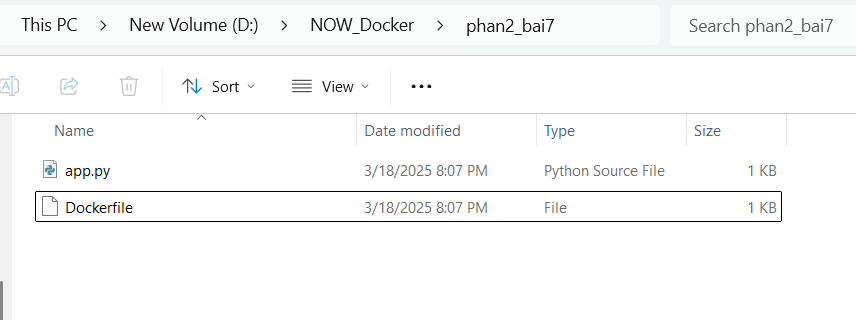 This PC > New Volume (D:) > NOW_Docker > phan2_bai7 Search phan2_bai7
Sort View
Name Date modified Type Size
app.py 3/18/2025 8:07 PM Python Source File 1 KB
Dockerfile 3/18/2025 8:07 PM File 1 KB